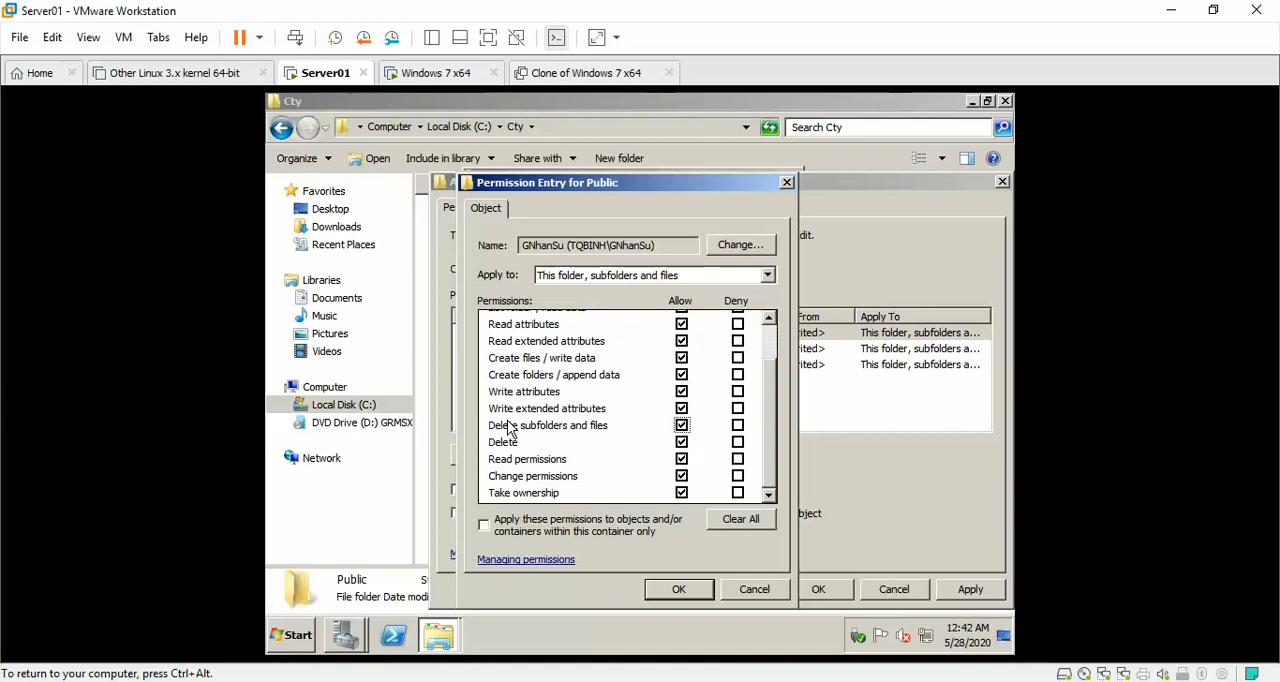 Server01 - VMware Workstation
File Edit View VM Tabs Help
Home Other Linux 3.x kernel 64-bit Server01 Windows 7 x64 Clone of Windows 7 x64
Cty
Computer Local Disk (C:) Cty Search Cty
Organize Open Include in library Share with New folder
Favorites
Desktop
Downloads
Recent Places
Libraries
Documents
Music
Pictures
Videos
Computer
Local Disk (C:)
DVD Drive (D:) GRMSX
Network
Permission Entry for Public
Object
Name: GNhanSu (TQBINH\GNhanSu) Change...
Apply to: This folder, subfolders and files
Permissions: Allow Deny
Read attributes
Read extended attributes
Create files / write data
Create folders / append data
Write attributes
Write extended attributes
Delete subfolders and files
Delete
Read permissions
Change permissions
Take ownership
Apply these permissions to objects and/or
containers within this container only
Clear All
Managing permissions
OK Cancel
dit.
From Apply To
rited> This folder, subfolders a...
rited> This folder, subfolders a...
rited> This folder, subfolders a...
bject
OK Cancel Apply
Public
File folder Date modi
Start
12:42 AM
5/28/2020
To return to your computer, press Ctrl+Alt.